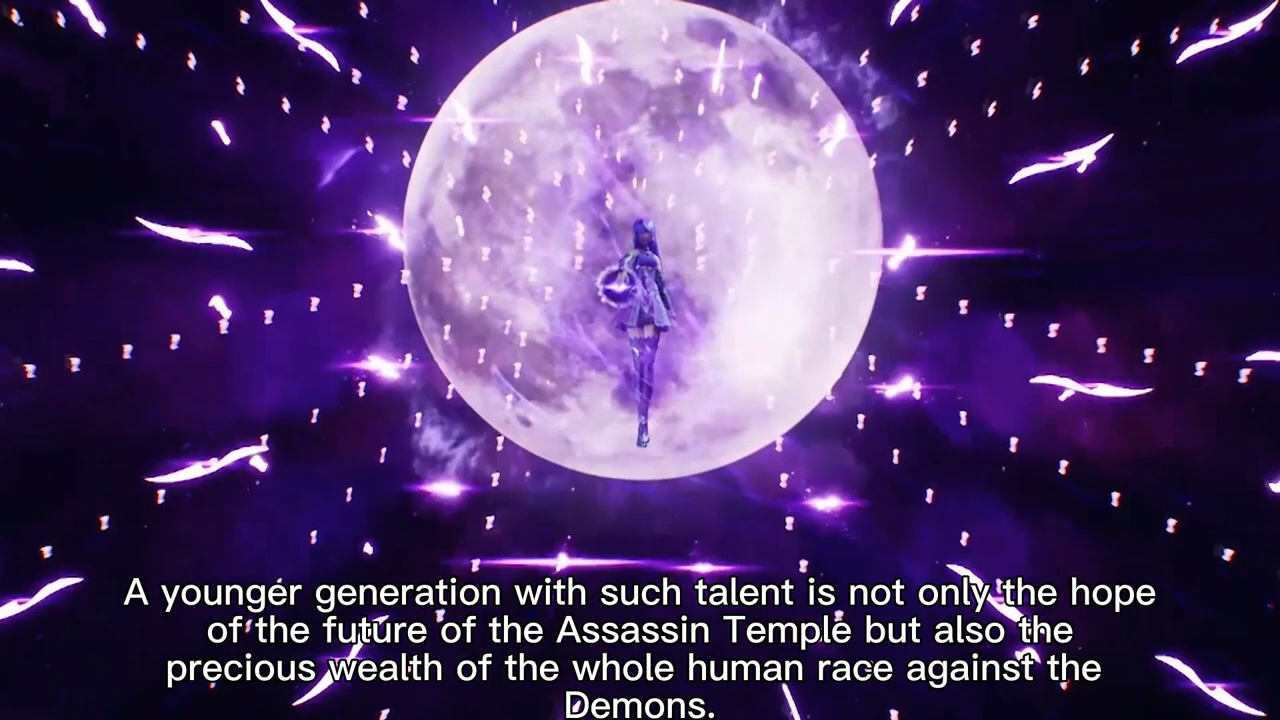 A younger generation with such talent is not only the hope
of the future of the Assassin Temple but also the
precious wealth of the whole human race against the
Demons.